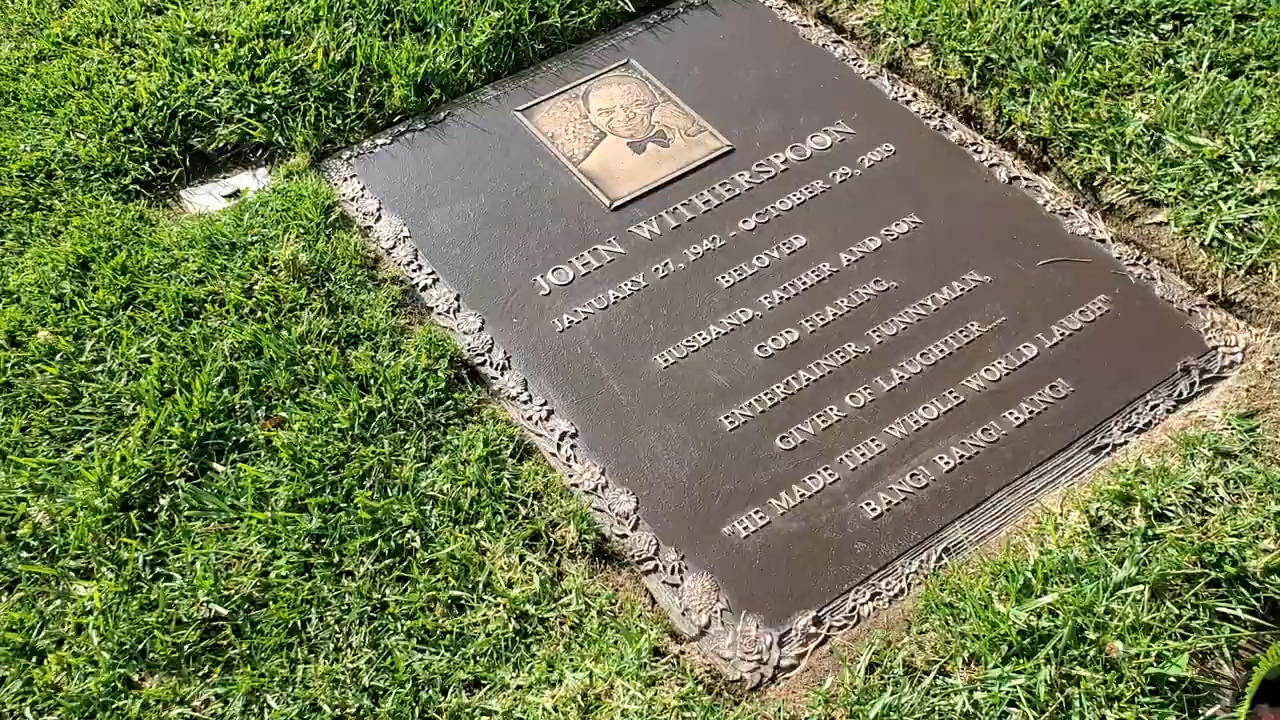 JOHN WITHERSPOON
JANUARY 27, 1942 - OCTOBER 29, 2019
BELOVED
HUSBAND, FATHER AND SON
GOD FEARING,
ENTERTAINER, FUNNYMAN,
GIVER OF LAUGHTER....
"HE MADE THE WHOLE WORLD LAUGH"
BANG! BANG! BANG!